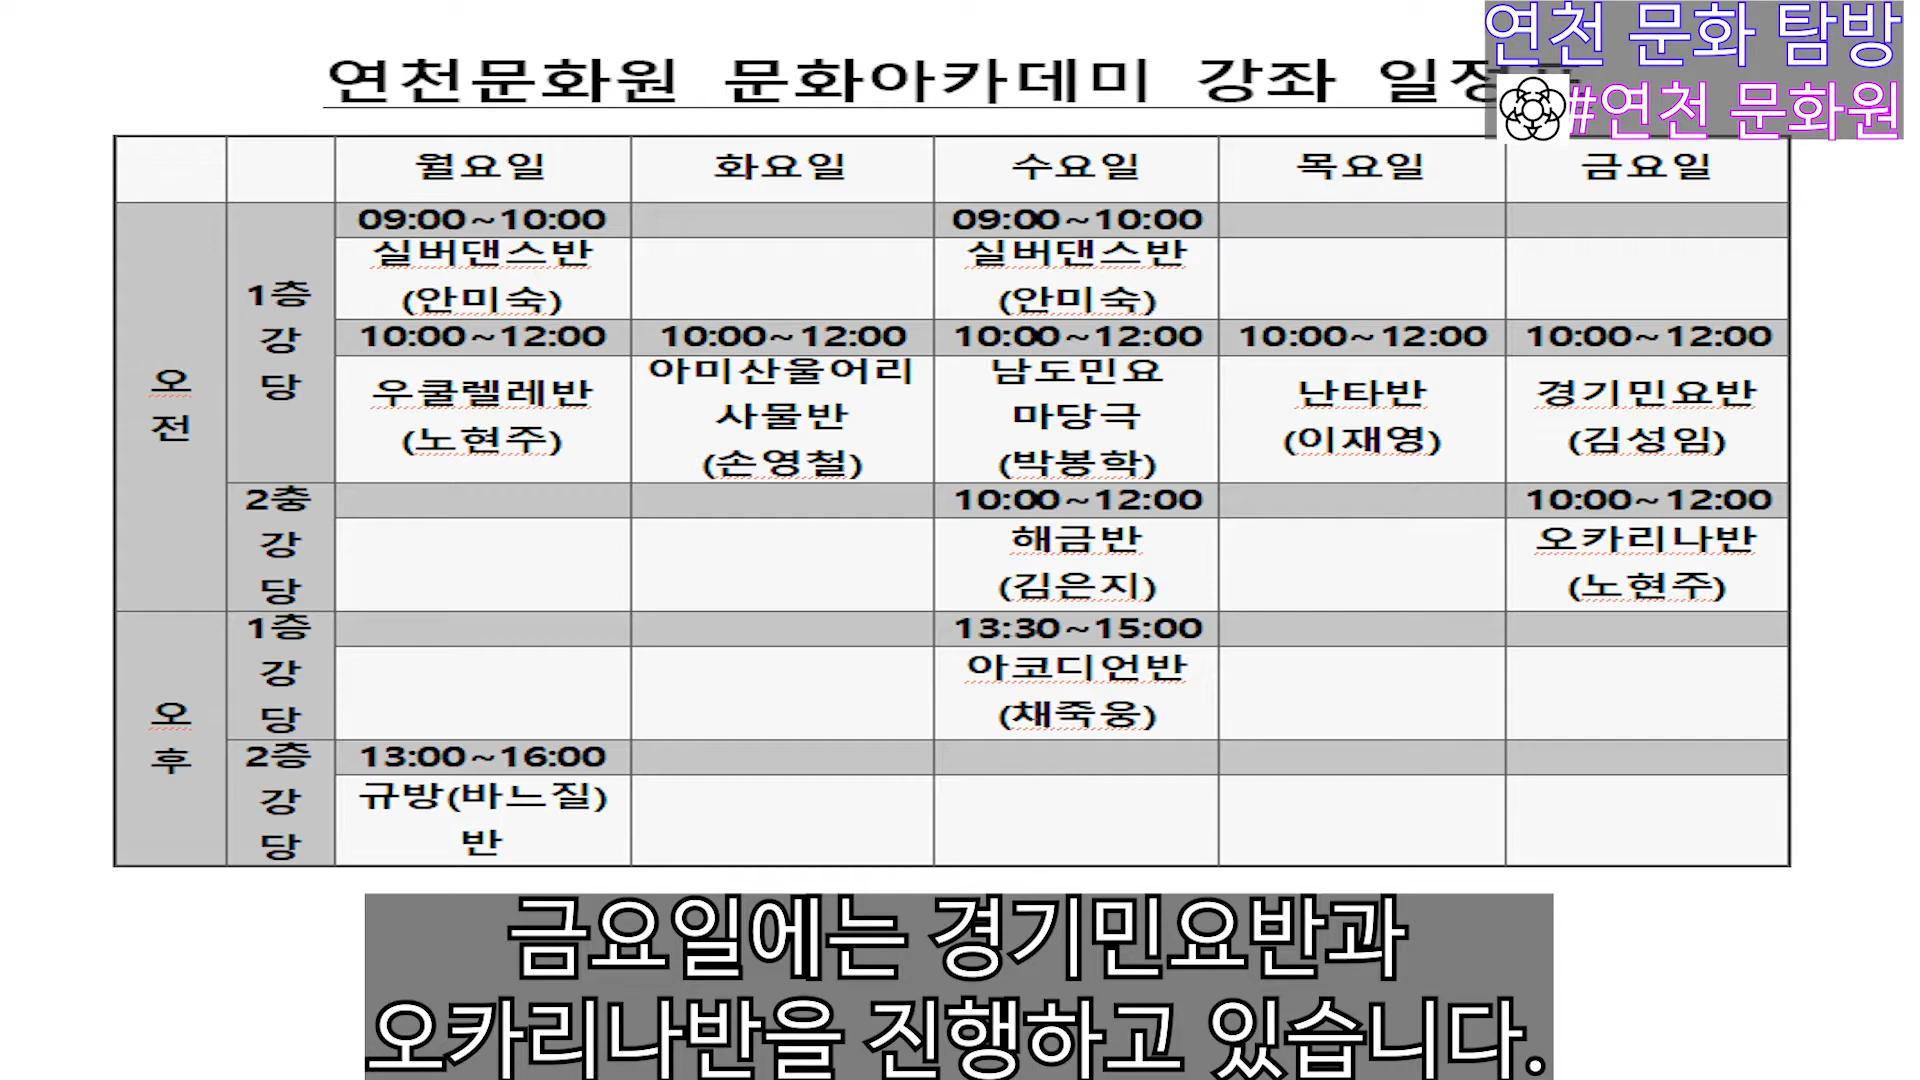 연천 문화 탐방
#연천 문화원
연천문화원 문화아카데미 강좌
월요일 화요일 수요일 목요일 금요일
오전
1층 강당
09:00~10:00 09:00~10:00
실버댄스반 실버댄스반
(안미숙) (안미숙)
10:00~12:00 10:00~12:00 10:00~12:00 10:00~12:00 10:00~12:00
우쿨렐레반
(노현주)
아미산울어리
사물반
(손영철)
남도민요
마당극
(박봉학)
난타반
(이재영)
경기민요반
(김성임)
2층 강당
10:00~12:00 10:00~12:00
해금반 오카리나반
(김은지) (노현주)
오후
1층 강당
13:30~15:00
아코디언반
(채죽웅)
2층 강당
13:00~16:00
규방(바느질)
반
금요일에는 경기민요반과
오카리나반을 진행하고 있습니다.